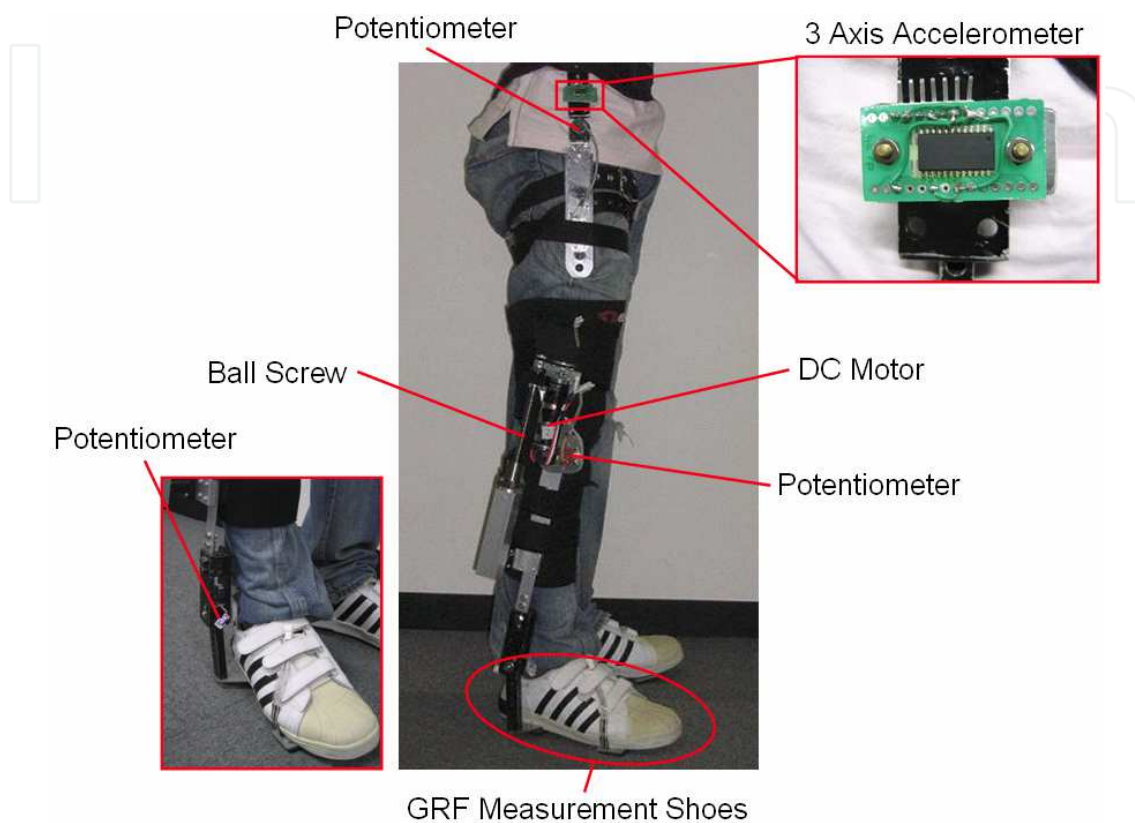 Potentiometer
3 Axis Accelerometer
Ball Screw
DC Motor
Potentiometer
Potentiometer
GRF Measurement Shoes